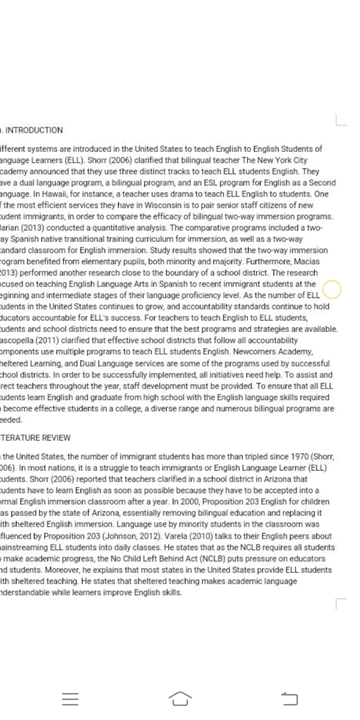 ). INTRODUCTION
ifferent systems are introduced in the United States to teach English to English Students of
anguage Learners (ELL). Shorr (2006) clarified that bilingual teacher The New York City
cademy announced that they use three distinct tracks to teach ELL students English. They
ave a dual language program, a bilingual program, and an ESL program for English as a Second
anguage. In Hawaii, for instance, a teacher uses drama to teach ELL English to students. One
f the most efficient services they have in Wisconsin is to pair senior staff citizens of new
tudent immigrants, in order to compare the efficacy of bilingual two-way immersion programs.
larian (2013) conducted a quantitative analysis. The comparative programs included a two-
ay Spanish native transitional training curriculum for immersion, as well as a two-way
tandard classroom for English immersion. Study results showed that the two-way immersion
rogram benefited from elementary pupils, both minority and majority. Furthermore, Macias
2013) performed another research close to the boundary of a school district. The research
ocused on teaching English Language Arts in Spanish to recent immigrant students at the
eginning and intermediate stages of their language proficiency level. As the number of ELL
tudents in the United States continues to grow, and accountability standards continue to hold
ducators accountable for ELL's success. For teachers to teach English to ELL students,
tudents and school districts need to ensure that the best programs and strategies are available.
ascopella (2011) clarified that effective school districts that follow all accountability
omponents use multiple programs to teach ELL students English. Newcomers Academy,
heltered Learning, and Dual Language services are some of the programs used by successful
chool districts. In order to be successfully implemented, all initiatives need help. To assist and
irect teachers throughout the year, staff development must be provided. To ensure that all ELL
tudents learn English and graduate from high school with the English language skills required
o become effective students in a college, a diverse range and numerous bilingual programs are
eeded.
ITERATURE REVIEW
the United States, the number of immigrant students has more than tripled since 1970 (Shorr,
006). In most nations, it is a struggle to teach immigrants or English Language Learner (ELL)
tudents. Shorr (2006) reported that teachers clarified in a school district in Arizona that
tudents have to learn English as soon as possible because they have to be accepted into a
ormal English immersion classroom after a year. In 2000, Proposition 203 English for children
as passed by the state of Arizona, essentially removing bilingual education and replacing it
ith sheltered English immersion. Language use by minority students in the classroom was
nfluenced by Proposition 203 (Johnson, 2012). Varela (2010) talks to their English peers about
ainstreaming ELL students into daily classes. He states that as the NCLB requires all students
o make academic progress, the No Child Left Behind Act (NCLB) puts pressure on educators
nd students. Moreover, he explains that most states in the United States provide ELL students
ith sheltered teaching. He states that sheltered teaching makes academic language
nderstandable while learners improve English skills.